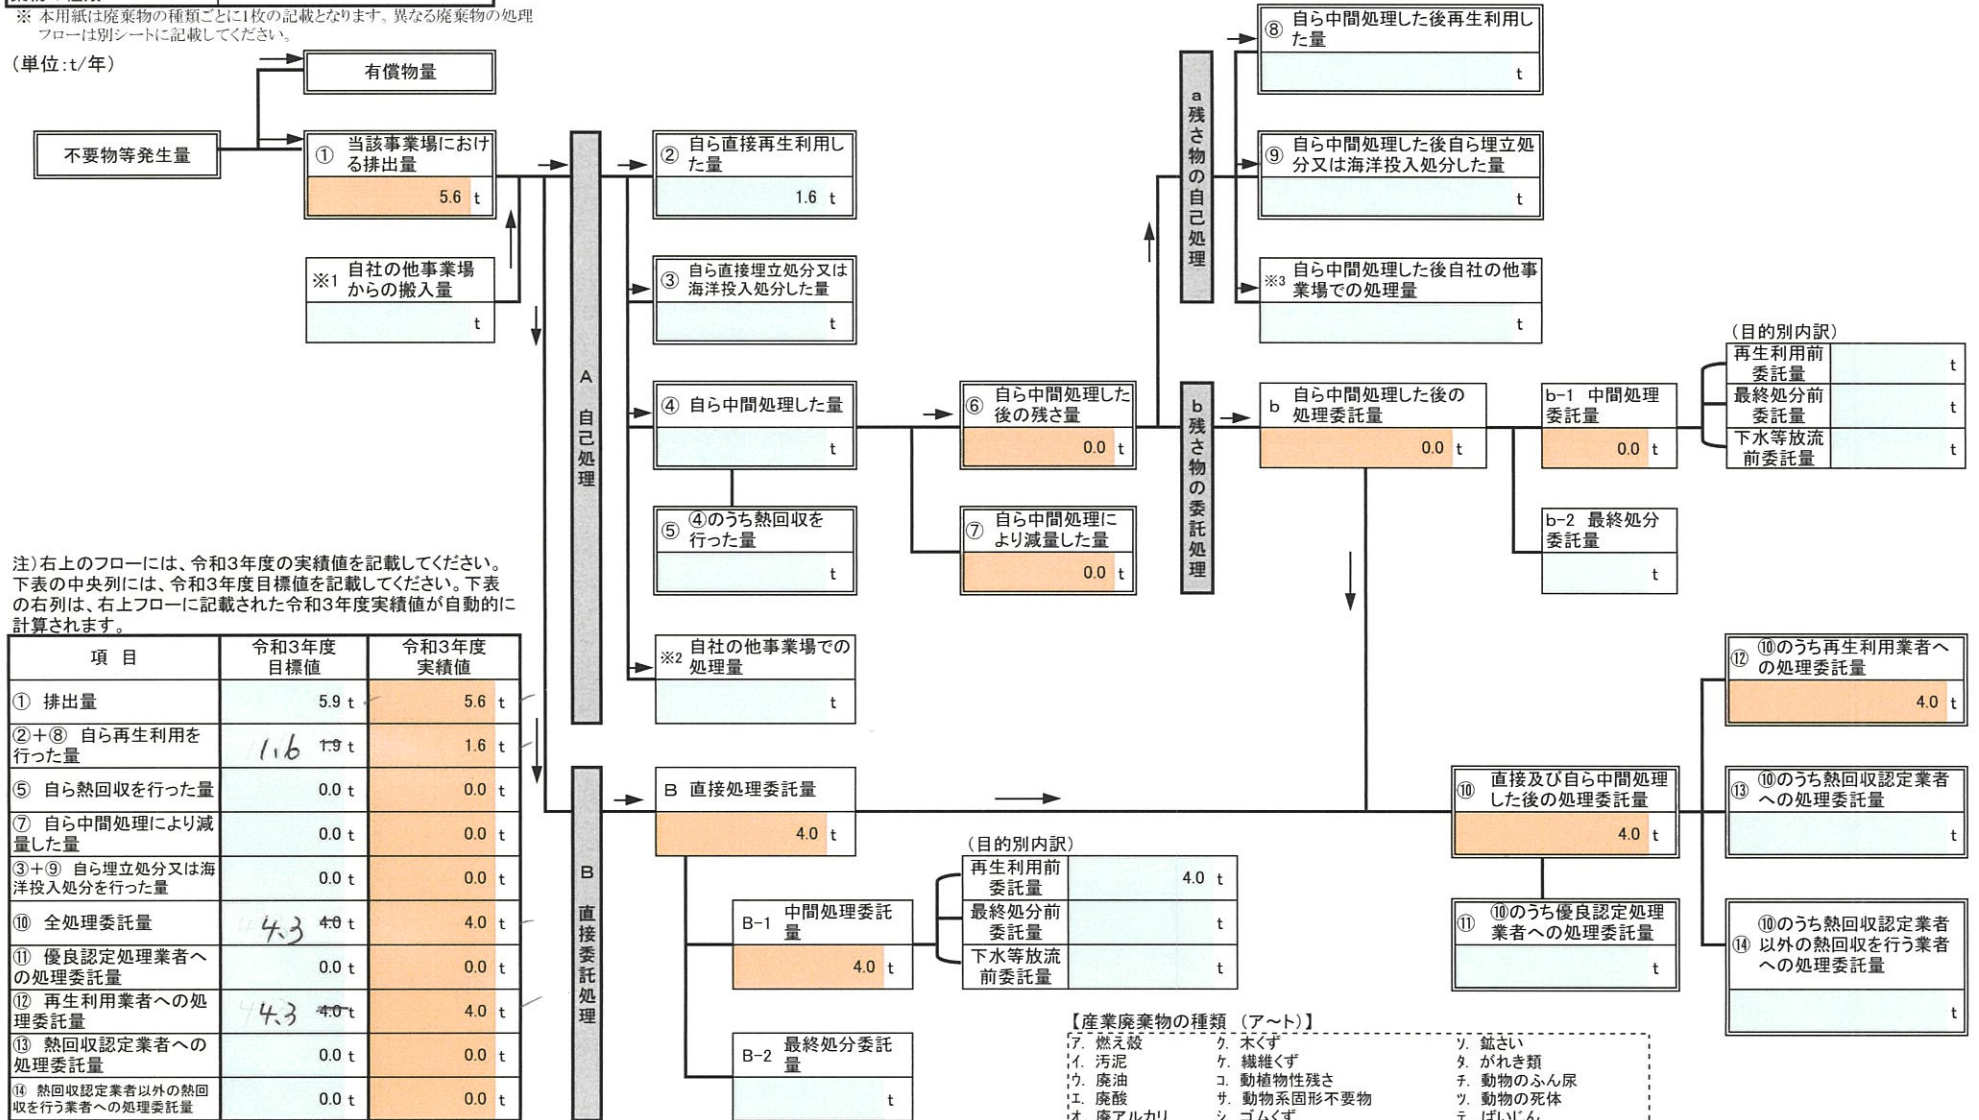 ※ 本用紙は廃棄物の種類ごとに1枚の記載となります。異なる廃棄物の処理
フローは別シートに記載してください。
(単位:t/年)
有償物量
不要物等発生量
① 当該事業場におけ
る排出量
5.6 t
※1 自社の他事業場
からの搬入量
t
A 自己処理
② 自ら直接再生利用し
た量
1.6 t
③ 自ら直接埋立処分又は
海洋投入処分した量
t
④ 自ら中間処理した量
t
⑤ ④のうち熱回収を
行った量
t
※2 自社の他事業場での
処理量
t
⑥ 自ら中間処理した
後の残さ量
0.0 t
⑦ 自ら中間処理に
より減量した量
0.0 t
a 残さ物の自己処理
⑧ 自ら中間処理した後再生利用し
た量
t
⑨ 自ら中間処理した後自ら埋立処
分又は海洋投入処分した量
t
※3 自ら中間処理した後自社の他事
業場での処理量
t
b 残さ物の委託処理
b 自ら中間処理した後の
処理委託量
0.0 t
b-1 中間処理
委託量
0.0 t
b-2 最終処分
委託量
t
(目的別内訳)
再生利用前
委託量 t
最終処分前
委託量 t
下水等放流
前委託量 t
注)右上のフローには、令和3年度の実績値を記載してください。
下表の中央列には、令和3年度目標値を記載してください。下表
の右列は、右上フローに記載された令和3年度実績値が自動的に
計算されます。
項 目 令和3年度 目標値 令和3年度 実績値
① 排出量 5.9 t 5.6 t
②+⑧ 自ら再生利用を
行った量 1.6 1.9 t 1.6 t
⑤ 自ら熱回収を行った量 0.0 t 0.0 t
⑦ 自ら中間処理により減
量した量 0.0 t 0.0 t
③+⑨ 自ら埋立処分又は海
洋投入処分を行った量 0.0 t 0.0 t
⑩ 全処理委託量 4.3 4.0 t 4.0 t
⑪ 優良認定処理業者へ
の処理委託量 0.0 t 0.0 t
⑫ 再生利用業者への処
理委託量 4.3 4.0 t 4.0 t
⑬ 熱回収認定業者への
処理委託量 0.0 t 0.0 t
⑭ 熱回収認定業者以外の熱回
収を行う業者への処理委託量 0.0 t 0.0 t
B 直接委託処理
B 直接処理委託量
4.0 t
B-1 中間処理委託
量
4.0 t
B-2 最終処分委託
量
t
(目的別内訳)
再生利用前
委託量 4.0 t
最終処分前
委託量 t
下水等放流
前委託量 t
⑩ 直接及び自ら中間処理
した後の処理委託量
4.0 t
⑪ ⑩のうち優良認定処理
業者への処理委託量
t
⑫ ⑩のうち再生利用業者へ
の処理委託量
4.0 t
⑬ ⑩のうち熱回収認定業者
への処理委託量
t
⑭ ⑩のうち熱回収認定業者
以外の熱回収を行う業者
への処理委託量
t
【産業廃棄物の種類 (ア~ト)】
ア. 燃え殻 ク. 木くず ソ. 鉱さい
イ. 汚泥 ケ. 繊維くず タ. がれき類
ウ. 廃油 コ. 動植物性残さ チ. 動物のふん尿
エ. 廃酸 サ. 動物系固形不要物 ツ. 動物の死体
オ. 廃アルカリ シ. ゴムくず テ. ばいじん